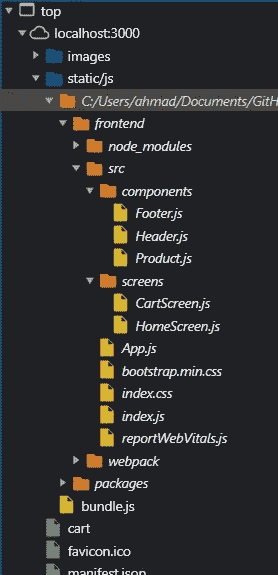 top
localhost:3000
images
static/js
C:/Users/ahmad/Documents/GitH
frontend
node_modules
src
components
Footer.js
Header.js
Product.js
screens
CartScreen.js
HomeScreen.js
App.js
bootstrap.min.css
index.css
index.js
reportWebVitals.js
webpack
packages
bundle.js
cart
favicon.ico
manifest.json